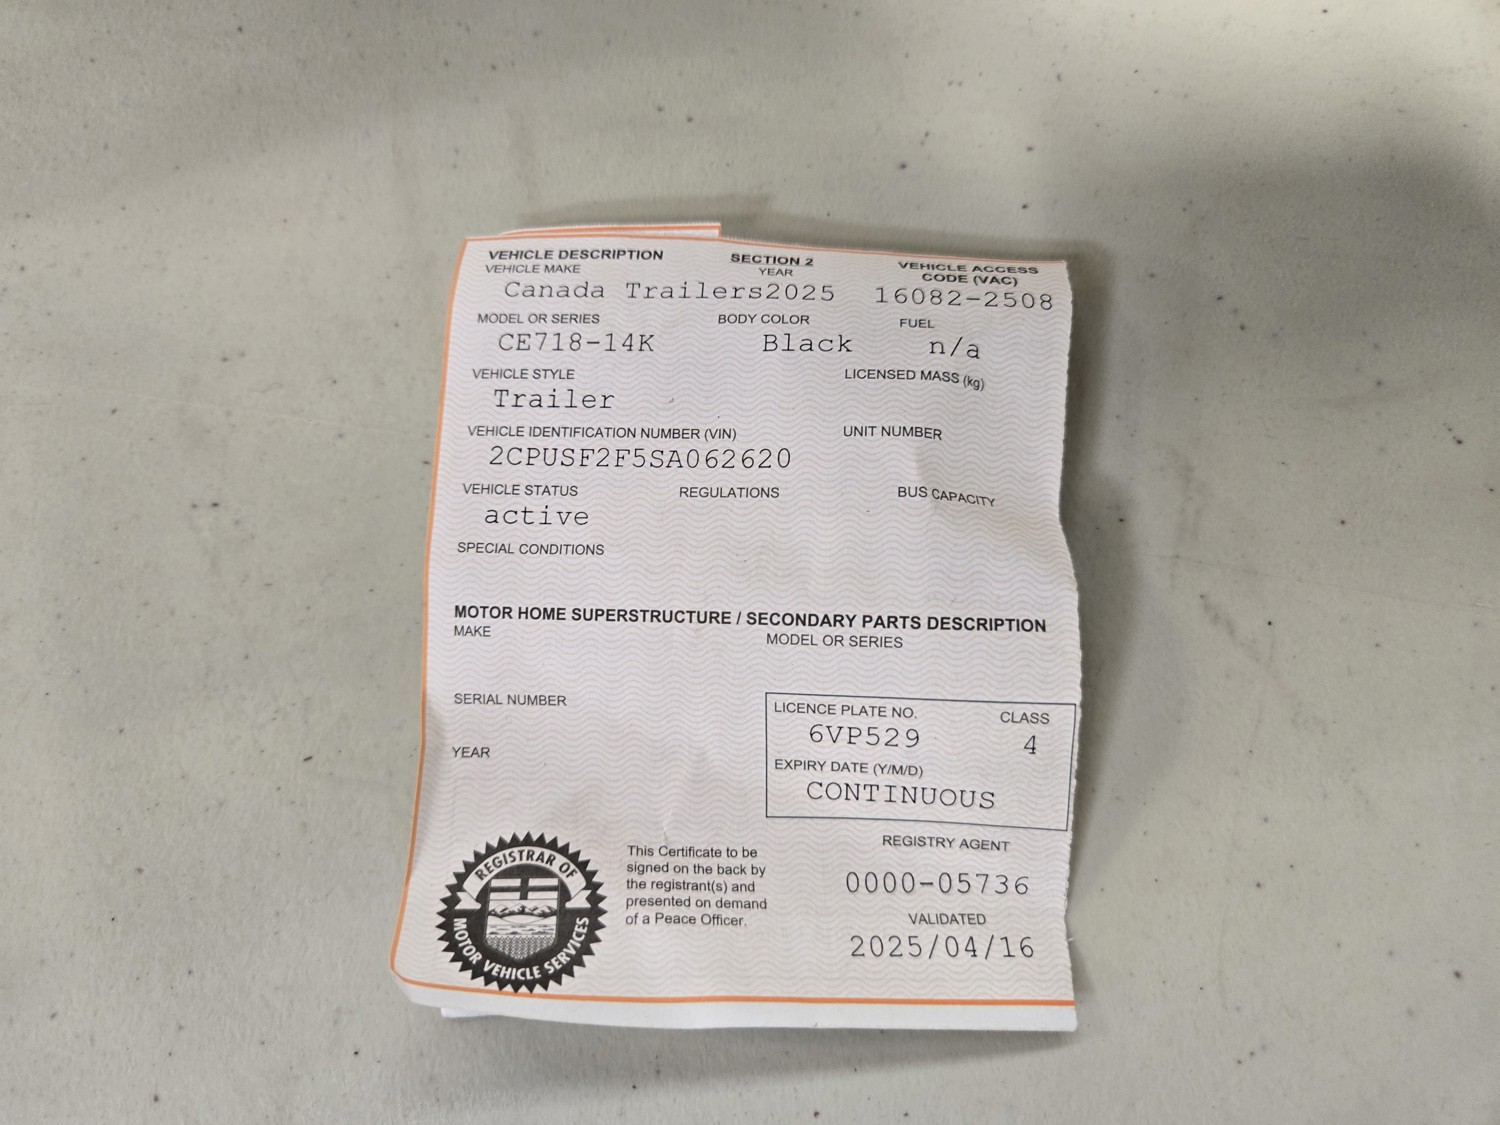 VEHICLE DESCRIPTION SECTION 2 VEHICLE ACCESS
VEHICLE MAKE YEAR CODE (VAC)
Canada Trailers2025 16082-2508
MODEL OR SERIES BODY COLOR FUEL
CE718-14K Black n/a
VEHICLE STYLE LICENSED MASS (kg)
Trailer
VEHICLE IDENTIFICATION NUMBER (VIN) UNIT NUMBER
2CPUSF2F5SA062620
VEHICLE STATUS REGULATIONS BUS CAPACITY
active
SPECIAL CONDITIONS
MOTOR HOME SUPERSTRUCTURE / SECONDARY PARTS DESCRIPTION
MAKE MODEL OR SERIES
SERIAL NUMBER
YEAR
LICENCE PLATE NO. CLASS
6VP529 4
EXPIRY DATE (Y/M/D)
CONTINUOUS
REGISTRAR OF
MOTOR VEHICLE SERVICES
This Certificate to be
signed on the back by
the registrant(s) and
presented on demand
of a Peace Officer.
REGISTRY AGENT
0000-05736
VALIDATED
2025/04/16